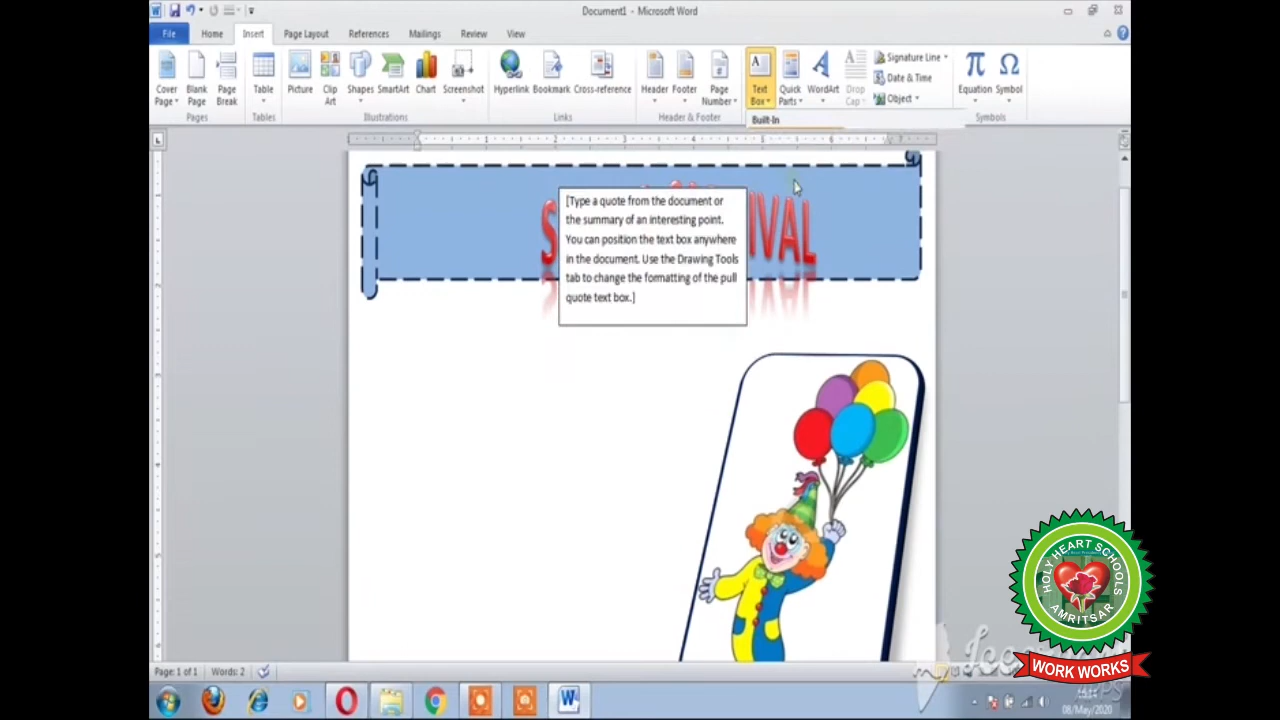 Document1 - Microsoft Word
File Home Insert Page Layout References Mailings Review View
Cover Page
Blank Page
Page Break
Table
Picture
Clip Art
Shapes
SmartArt
Chart
Screenshot
Hyperlink
Bookmark
Cross-reference
Header
Footer
Page Number
Text Box
Quick Parts
WordArt
Drop Cap
Signature Line
Date & Time
Object
Equation
Symbol
Pages Tables Illustrations Links Header & Footer Symbols
Built-In
[Type a quote from the document or
the summary of an interesting point.
You can position the text box anywhere
in the document. Use the Drawing Tools
tab to change the formatting of the pull
quote text box.]
HOLY HEART SCHOOLS
AMRITSAR
WORK WORKS
Page: 1 of 1 Words: 2
08/May/2020